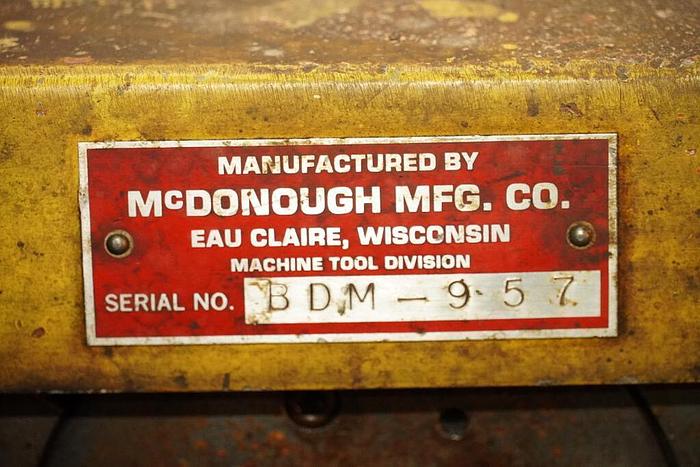 MANUFACTURED BY
McDONOUGH MFG. CO.
EAU CLAIRE, WISCONSIN
MACHINE TOOL DIVISION
SERIAL NO. BDM-957